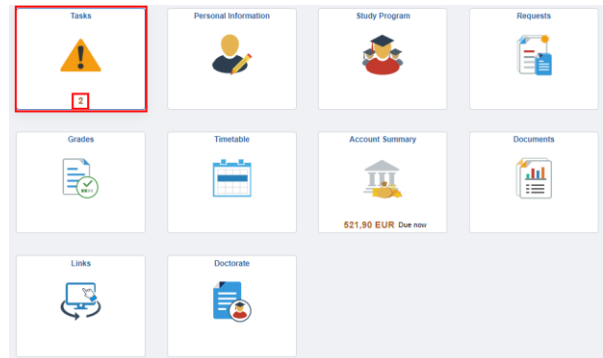 Tasks
Personal Information
Study Program
Requests
2
Grades
Timetable
Account Summary
Documents
521,90 EUR Due now
Links
Doctorate